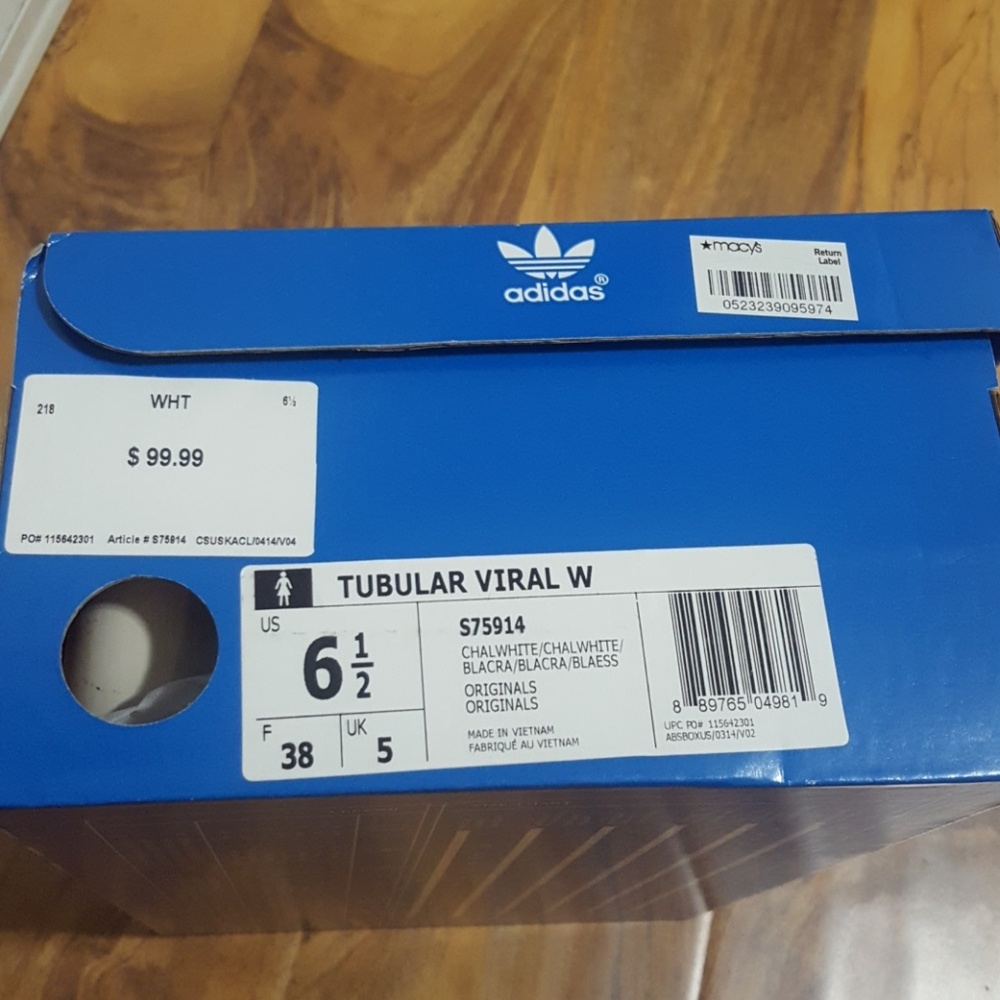 adidas®
★macy's
Return
Label
0523239095974
218 WHT 6½
$ 99.99
PO# 115642301 Article # S75914 CSUSKACL/0414/V04
TUBULAR VIRAL W
US
6 1/2
F
38
UK
5
S75914
CHALWHITE/CHALWHITE/
BLACRA/BLACRA/BLAESS
ORIGINALS
ORIGINALS
MADE IN VIETNAM
FABRIQUÉ AU VIETNAM
8 89765 04981 9
UPC PO# 115642301
ABSBOXUS/0314/V02